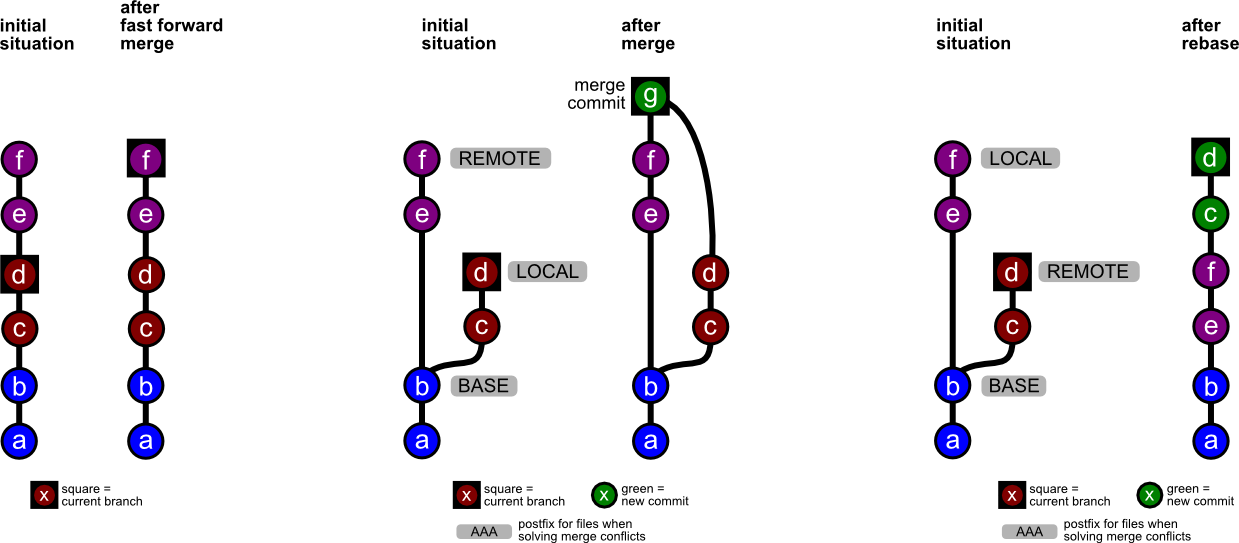 initial
situation
after
fast forward
merge
f
e
d
c
b
a
f
e
d
c
b
a
x
square =
current branch
initial
situation
after
merge
merge
commit
g
f
REMOTE
e
d
LOCAL
c
b
BASE
a
f
e
d
c
b
a
x
square =
current branch
x
green =
new commit
AAA
postfix for files when
solving merge conflicts
initial
situation
after
rebase
f
LOCAL
e
d
REMOTE
c
b
BASE
a
d
c
f
e
b
a
x
square =
current branch
x
green =
new commit
AAA
postfix for files when
solving merge conflicts